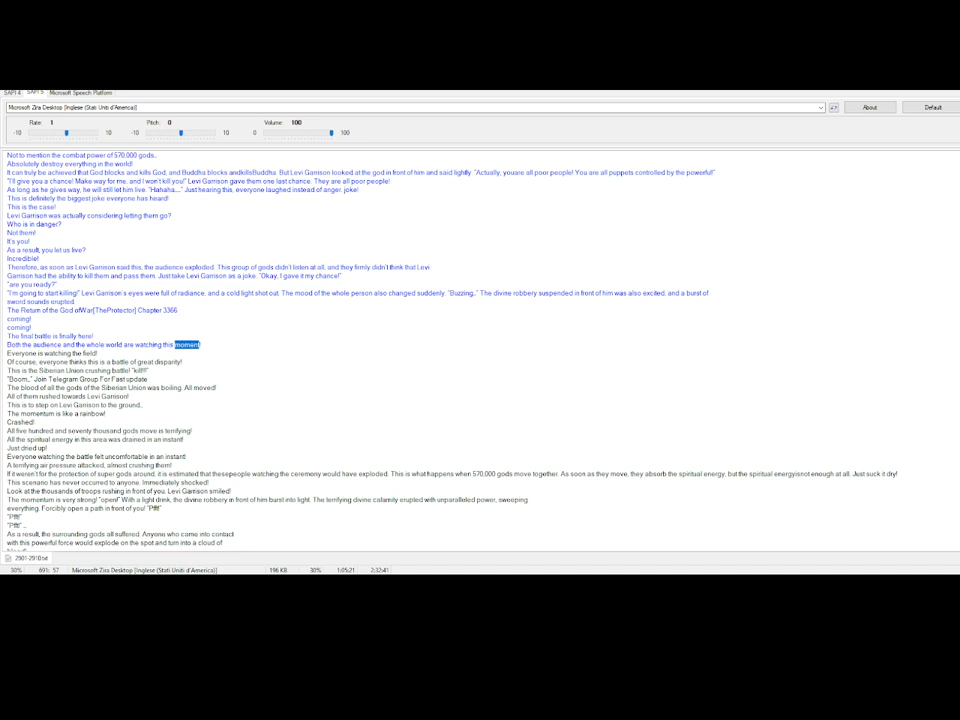 SAPI 4 SAPI 5 Microsoft Speech Platform
Microsoft Zira Desktop [Inglese (Stati Uniti d'America)]
About Default
Rate: 1 Pitch: 0 Volume: 100
-10 10 -10 10 0 100
Not to mention the combat power of 570,000 gods..
Absolutely destroy everything in the world!
It can truly be achieved that God blocks and kills God, and Buddha blocks andkillsBuddha. But Levi Garrison looked at the god in front of him and said lightly. "Actually, youare all poor people! You are all puppets controlled by the powerful!"
"I'll give you a chance! Make way for me, and I won't kill you!" Levi Garrison gave them one last chance. They are all poor people!
As long as he gives way, he will still let him live. "Hahaha...." Just hearing this, everyone laughed instead of anger. joke!
This is definitely the biggest joke everyone has heard!
This is the case!
Levi Garrison was actually considering letting them go?
Who is in danger?
Not them!
It's you!
As a result, you let us live?
Incredible!
Therefore, as soon as Levi Garrison said this, the audience exploded. This group of gods didn't listen at all, and they firmly didn't think that Levi
Garrison had the ability to kill them and pass them. Just take Levi Garrison as a joke. "Okay, I gave it my chance!"
"are you ready?"
"I'm going to start killing!" Levi Garrison's eyes were full of radiance, and a cold light shot out. The mood of the whole person also changed suddenly. "Buzzing,." The divine robbery suspended in front of him was also excited, and a burst of
sword sounds erupted.
The Return of the God ofWar[TheProtector] Chapter 3366
coming!
coming!
The final battle is finally here!
Both the audience and the whole world are watching this moment.
Everyone is watching the field!
Of course, everyone thinks this is a battle of great disparity!
This is the Siberian Union crushing battle! "kill!!!"
"Boom.," Join Telegram Group For Fast update
The blood of all the gods of the Siberian Union was boiling. All moved!
All of them rushed towards Levi Garrison!
This is to step on Levi Garrison to the ground..
The momentum is like a rainbow!
Crashed!
All five hundred and seventy thousand gods move is terrifying!
All the spiritual energy in this area was drained in an instant!
Just dried up!
Everyone watching the battle felt uncomfortable in an instant!
A terrifying air pressure attacked, almost crushing them!
If it weren't for the protection of super gods around, it is estimated that thesepeople watching the ceremony would have exploded. This is what happens when 570,000 gods move together. As soon as they move, they absorb the spiritual energy, but the spiritual energyisnot enough at all. Just suck it dry!
This scenario has never occurred to anyone. Immediately shocked!
Look at the thousands of troops rushing in front of you. Levi Garrison smiled!
The momentum is very strong! "open!" With a light drink, the divine robbery in front of him burst into light. The terrifying divine calamity erupted with unparalleled power, sweeping
everything. Forcibly open a path in front of you! "Pfft!"
"Pfft!"
"Pfft!" ..
As a result, the surrounding gods all suffered. Anyone who came into contact
with this powerful force would explode on the spot and turn into a cloud of
2901-2910.txt
30% 691: 57 Microsoft Zira Desktop [Inglese (Stati Uniti d'America)] 196 KB 30% 1:05:21 2:32:41